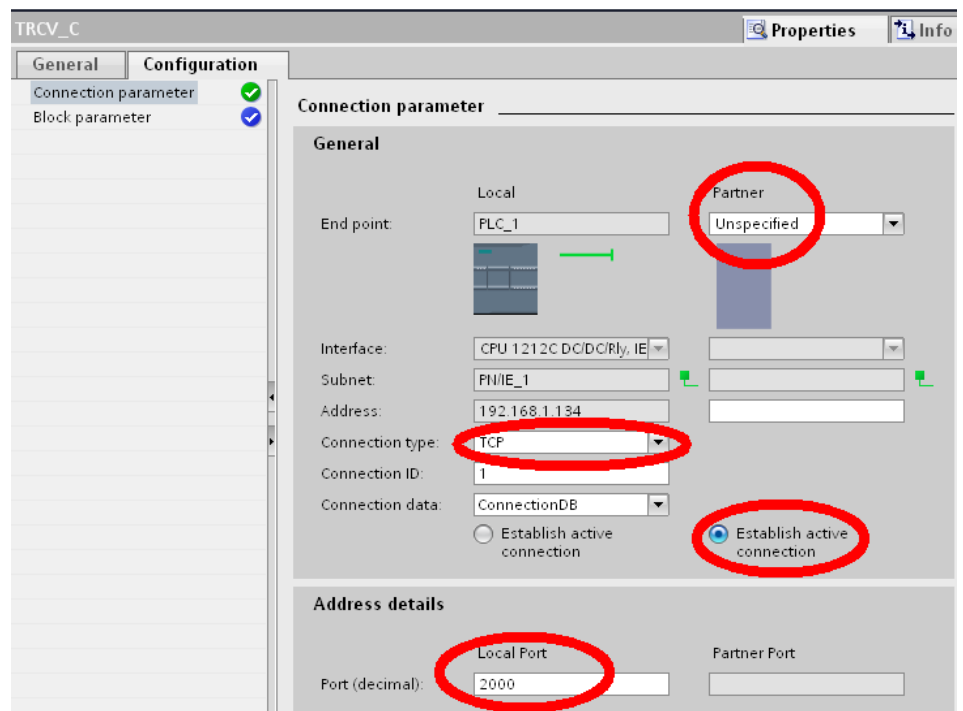 TRCV_C
Properties
Info
General
Configuration
Connection parameter
Block parameter
Connection parameter
General
Local Partner
End point: PLC_1 Unspecified
Interface: CPU 1212C DC/DC/Rly, IE
Subnet: PN/IE_1
Address: 192.168.1.134
Connection type: TCP
Connection ID: 1
Connection data: ConnectionDB
Establish active Establish active
connection connection
Address details
Local Port Partner Port
Port (decimal): 2000